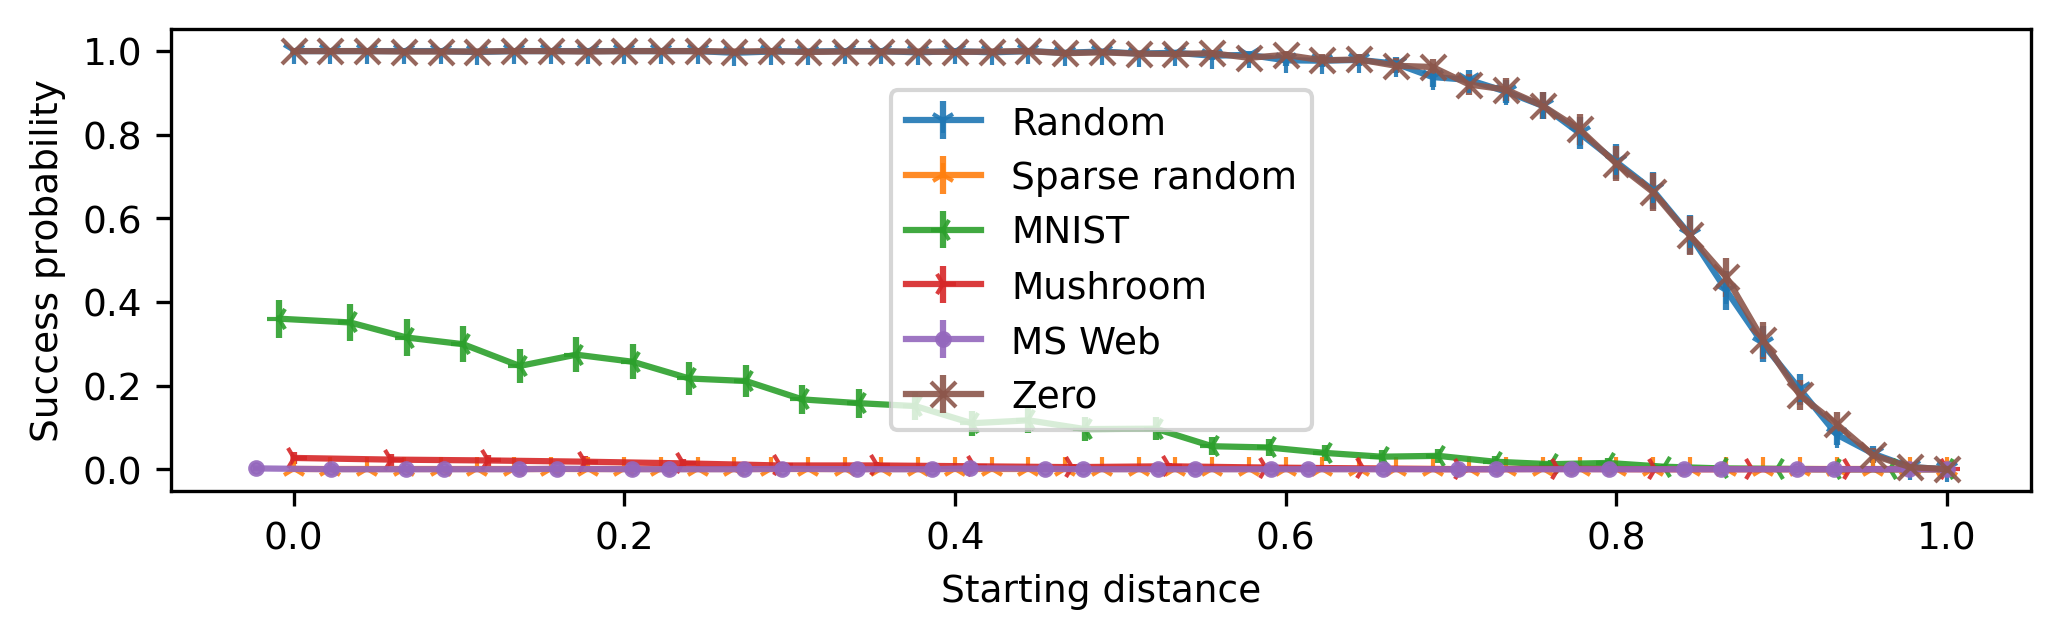 1.0
0.8
0.6
0.4
0.2
0.0
Success probability
Random
Sparse random
MNIST
Mushroom
MS Web
Zero
0.0 0.2 0.4 0.6 0.8 1.0
Starting distance